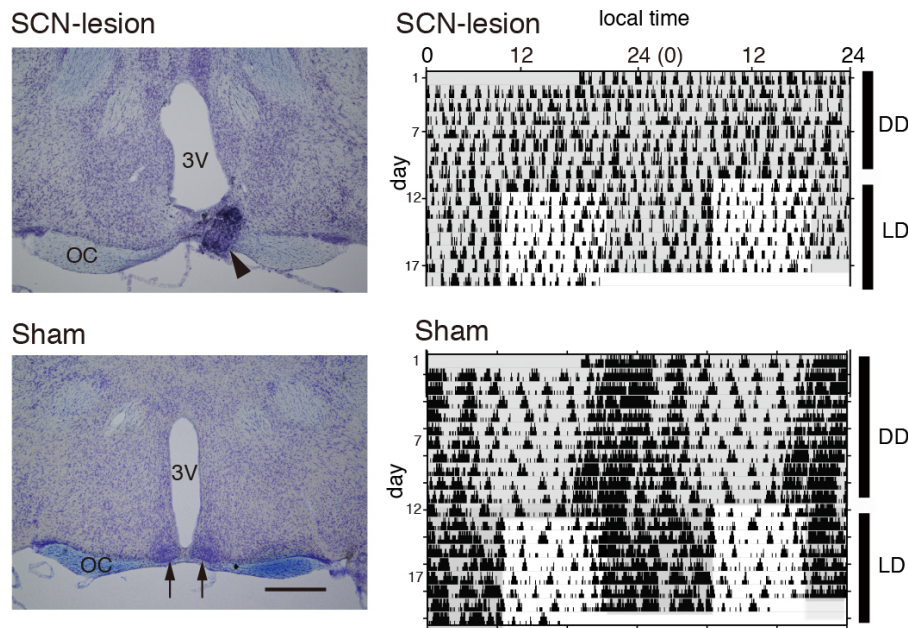 SCN-lesion
3V
OC
SCN-lesion
local time
0 12 24 (0) 12 24
1
7
12
17
day
DD
LD
Sham
3V
OC
Sham
1
7
12
17
day
DD
LD